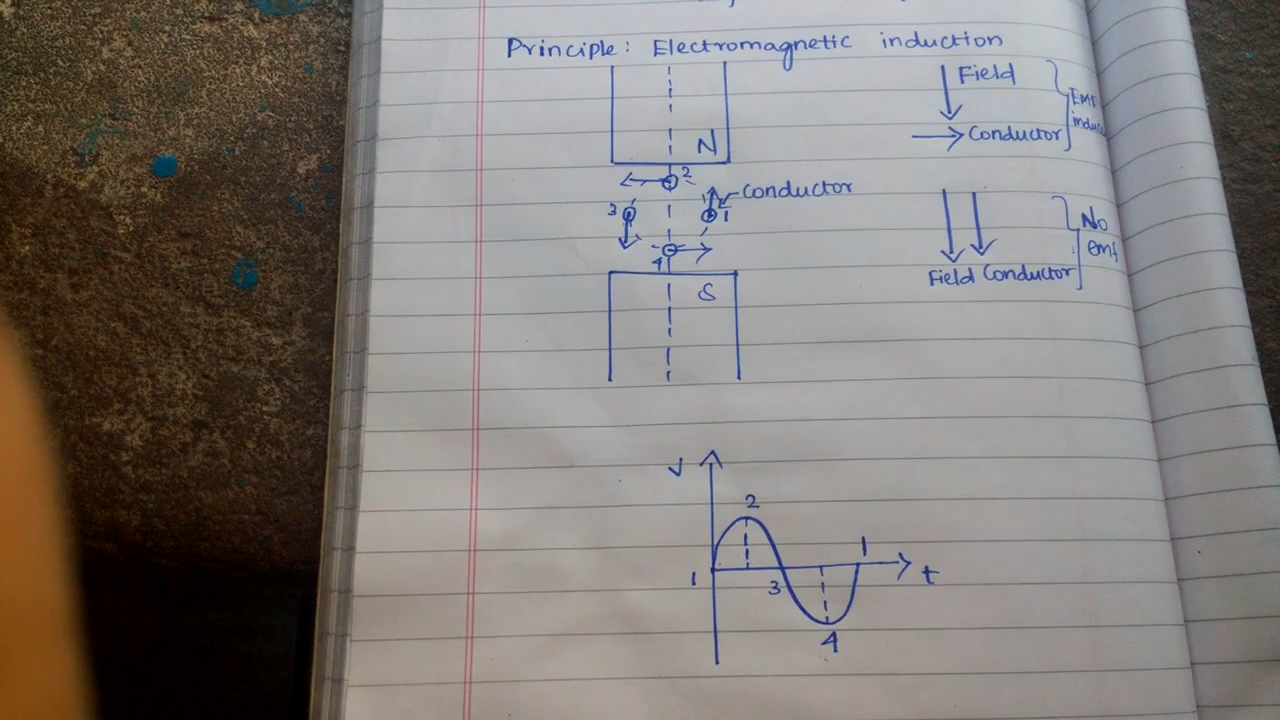 Principle: Electromagnetic induction
Field
EMF
Conductor
N
2
Conductor
3
1
No
emf
4
Field Conductor
S
V
2
1
1
t
3
4